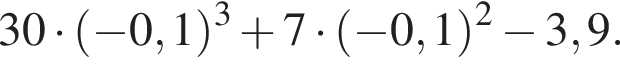 30 · (−0,1)³ + 7 · (−0,1)² − 3,9.